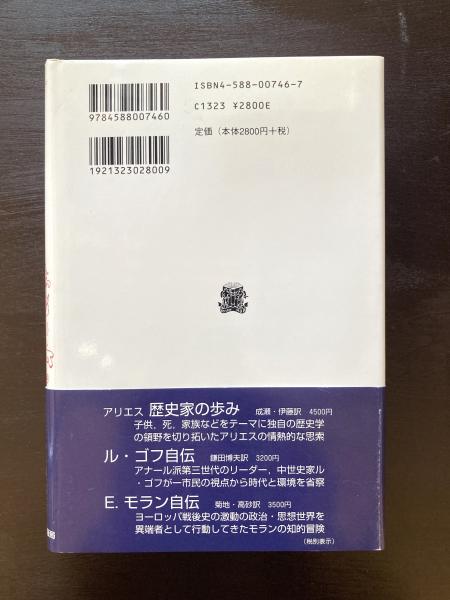 ISBN4-588-00746-7
C1323 ¥2800E
定価（本体2800円＋税）
9784588007460
1921323028009
アリエス 歴史家の歩み 成瀬・伊藤訳 4500円
子供，死，家族などをテーマに独自の歴史学
の領野を切り拓いたアリエスの情熱的な思索
ル・ゴフ自伝 鎌田博夫訳 3200円
アナール派第三世代のリーダー，中世史家ル
・ゴフが一市民の視点から時代と環境を省察
E. モラン自伝 菊地・高砂訳 3500円
ヨーロッパ戦後史の激動の政治・思想世界を
異端者として行動してきたモランの知的冒険
（税別表示）